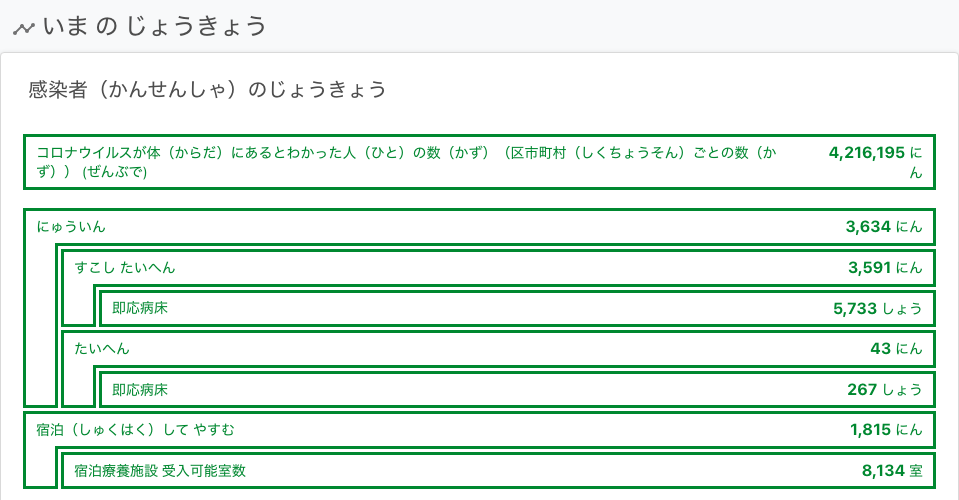 いま の じょうきょう
感染者（かんせんしゃ）のじょうきょう
コロナウイルスが体（からだ）にあるとわかった人（ひと）の数（かず）（区市町村（しくちょうそん）ごとの数（か
ず）） (ぜんぶで)
4,216,195 に
ん
にゅういん 3,634 にん
すこし たいへん 3,591 にん
即応病床 5,733 しょう
たいへん 43 にん
即応病床 267 しょう
宿泊（しゅくはく）して やすむ 1,815 にん
宿泊療養施設 受入可能室数 8,134 室